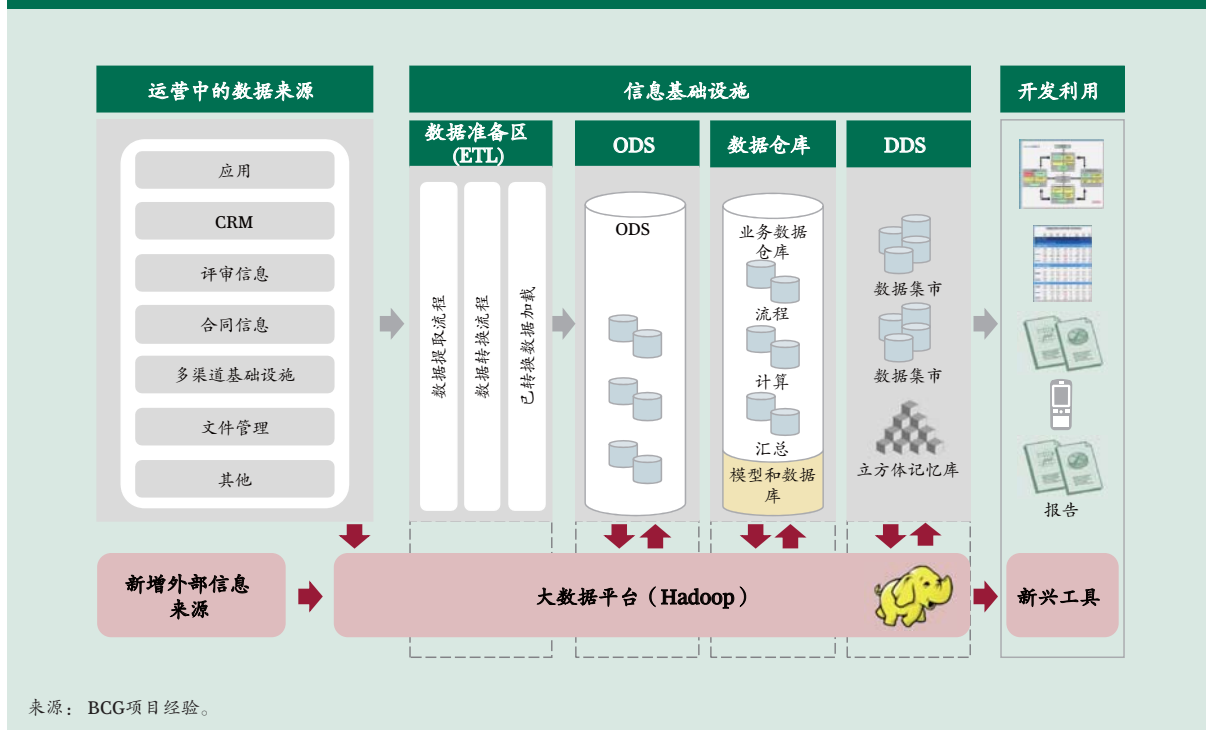 运营中的数据来源
信息基础设施
开发利用
数据准备区
(ETL)
ODS
数据仓库
DDS
应用
CRM
评审信息
合同信息
多渠道基础设施
文件管理
其他
数据提取流程
数据转换流程
已转换数据加载
ODS
业务数据
仓库
流程
计算
汇总
模型和数据
库
数据集市
数据集市
立方体记忆库
报告
新增外部信息
来源
大数据平台（Hadoop）
新兴工具
来源： BCG项目经验。